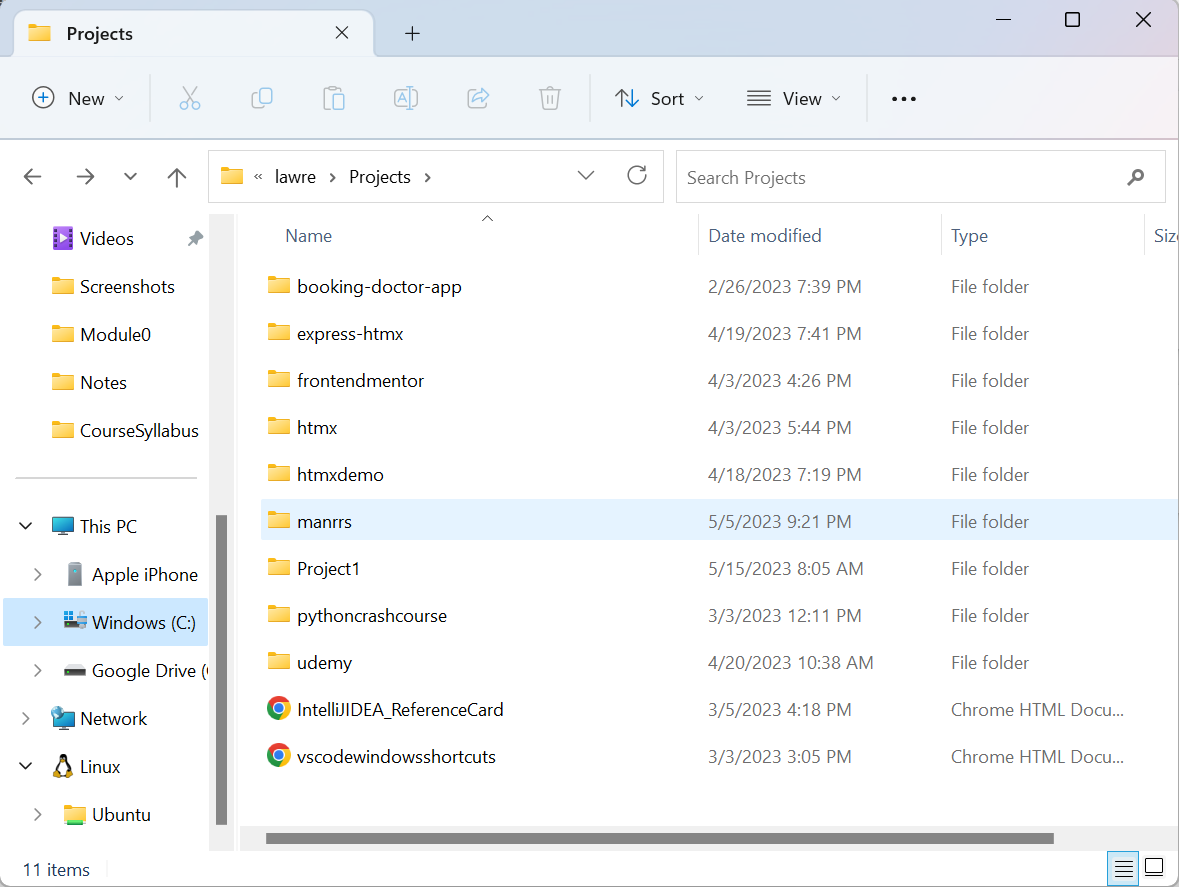 Projects
New
Sort
View
« lawre > Projects >
Search Projects
Videos
Screenshots
Module0
Notes
CourseSyllabus
This PC
Apple iPhone
Windows (C:)
Google Drive (
Network
Linux
Ubuntu
Name Date modified Type Siz
booking-doctor-app 2/26/2023 7:39 PM File folder
express-htmx 4/19/2023 7:41 PM File folder
frontendmentor 4/3/2023 4:26 PM File folder
htmx 4/3/2023 5:44 PM File folder
htmxdemo 4/18/2023 7:19 PM File folder
manrrs 5/5/2023 9:21 PM File folder
Project1 5/15/2023 8:05 AM File folder
pythoncrashcourse 3/3/2023 12:11 PM File folder
udemy 4/20/2023 10:38 AM File folder
IntelliJIDEA_ReferenceCard 3/5/2023 4:18 PM Chrome HTML Docu...
vscodewindowsshortcuts 3/3/2023 3:05 PM Chrome HTML Docu...
11 items